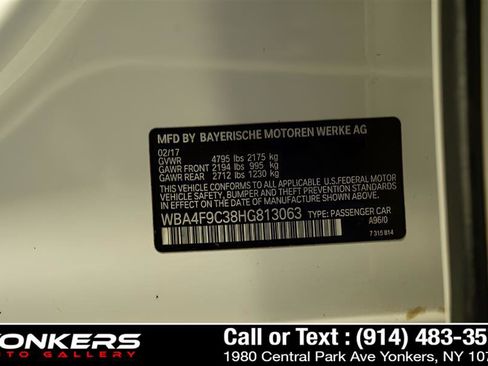 MFD BY BAYERISCHE MOTOREN WERKE AG
02/17
GVWR 4795 lbs 2175 kg
GAWR FRONT 2194 lbs 995 kg
GAWR REAR 2712 lbs 1230 kg
THIS VEHICLE CONFORMS TO ALL APPLICABLE U.S.FEDERAL MOTOR
VEHICLE SAFETY, BUMPER, AND THEFT PREVENTION STANDARDS
IN EFFECT ON THE DATE OF MANUFACTURE SHOWN ABOVE.
WBA4F9C38HG813063 TYPE: PASSENGER CAR
A96/0
7 315 814
YONKERS
AUTO GALLERY
Call or Text : (914) 483-35
1980 Central Park Ave Yonkers, NY 107